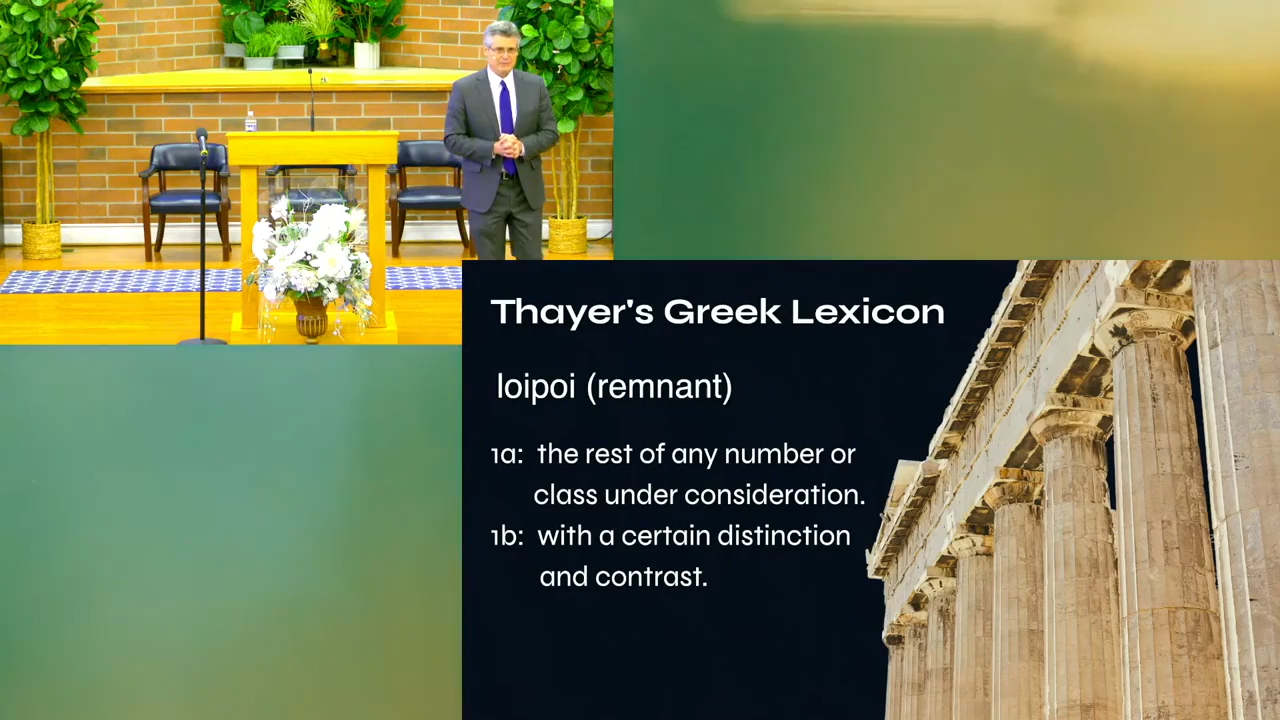 Thayer's Greek Lexicon
loipoi (remnant)
1a: the rest of any number or
class under consideration.
1b: with a certain distinction
and contrast.